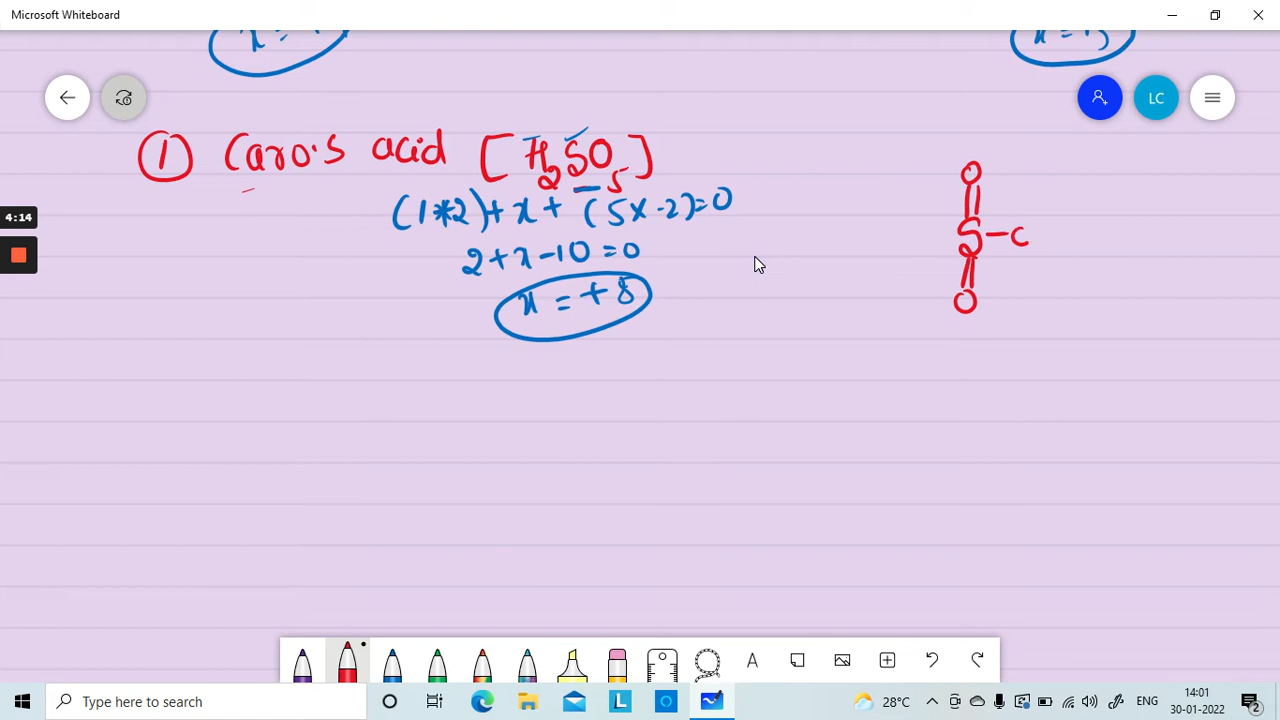 Microsoft Whiteboard
LC
① Caro's acid [H2SO5]
(1*2)+x+(5x-2)=0
2+x-10=0
x=+8
O
S-c
O
4:14
A
Type here to search
L
28°C
ENG
14:01
30-01-2022
2